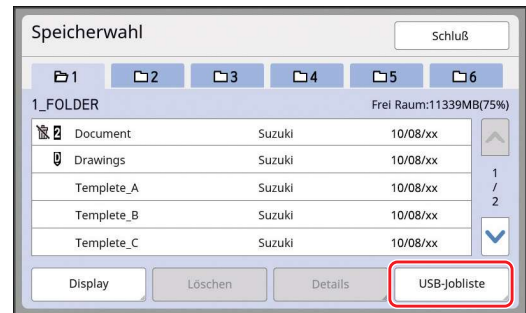 Speicherwahl Schluß
1 2 3 4 5 6
1_FOLDER Frei Raum:11339MB(75%)
2 Document Suzuki 10/08/xx
Drawings Suzuki 10/08/xx
Templete_A Suzuki 10/08/xx
Templete_B Suzuki 10/08/xx
Templete_C Suzuki 10/08/xx
1
/
2
Display Löschen Details USB-Jobliste